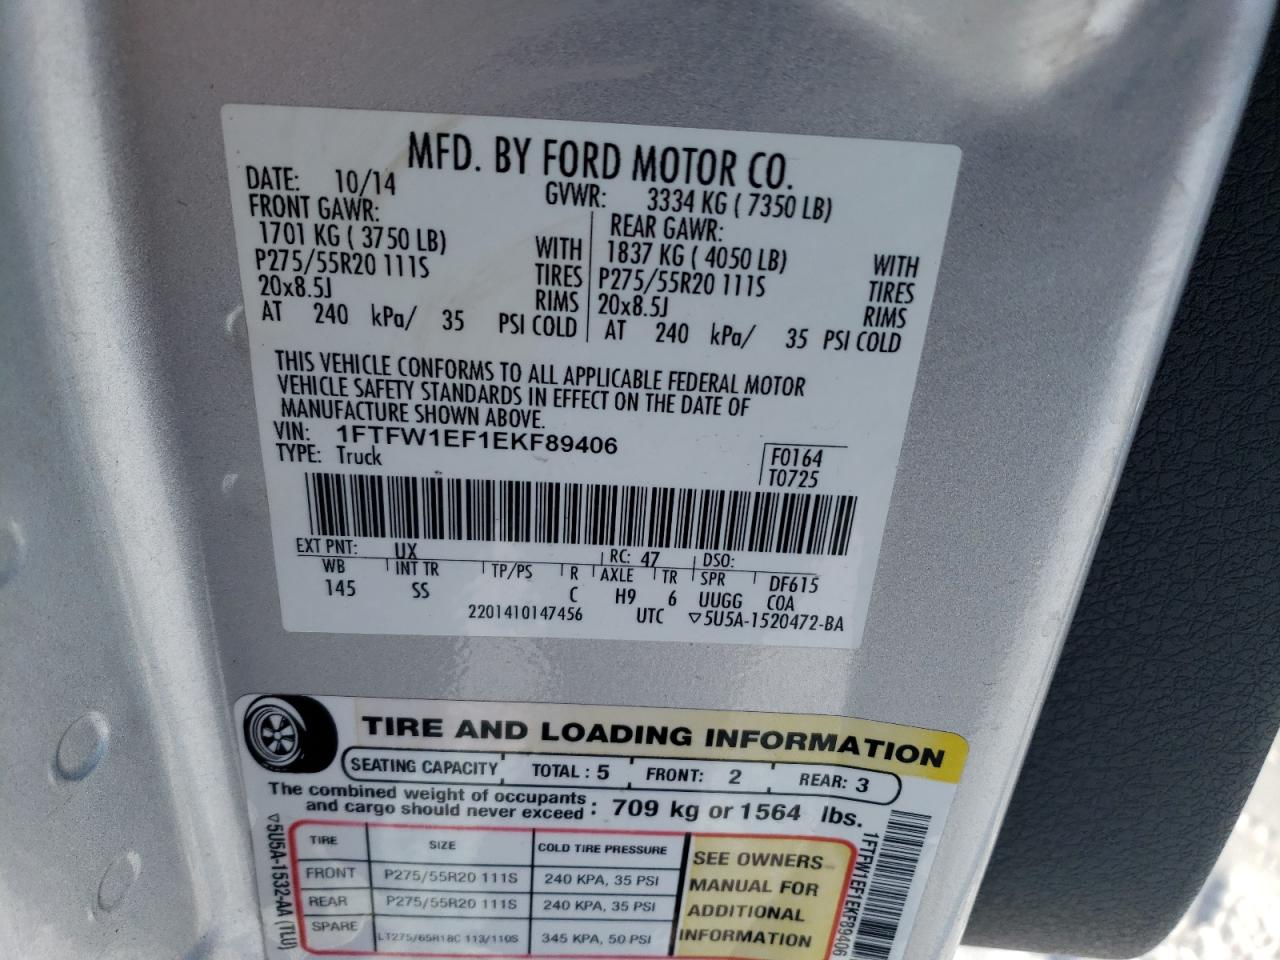 MFD. BY FORD MOTOR CO.
DATE: 10/14 GVWR: 3334 KG ( 7350 LB)
FRONT GAWR: REAR GAWR:
1701 KG ( 3750 LB) WITH 1837 KG ( 4050 LB) WITH
P275/55R20 111S TIRES P275/55R20 111S TIRES
20x8.5J RIMS 20x8.5J RIMS
AT 240 kPa/ 35 PSI COLD AT 240 kPa/ 35 PSI COLD
THIS VEHICLE CONFORMS TO ALL APPLICABLE FEDERAL MOTOR
VEHICLE SAFETY STANDARDS IN EFFECT ON THE DATE OF
MANUFACTURE SHOWN ABOVE.
VIN: 1FTFW1EF1EKF89406
TYPE: Truck
F0164
T0725
EXT PNT: UX RC: 47 DSO:
WB INT TR TP/PS R AXLE TR SPR DF615
145 SS C H9 6 UUGG COA
2201410147456 UTC ▽5U5A-1520472-BA
TIRE AND LOADING INFORMATION
SEATING CAPACITY TOTAL : 5 FRONT: 2 REAR: 3
The combined weight of occupants
and cargo should never exceed : 709 kg or 1564 lbs.
TIRE SIZE COLD TIRE PRESSURE
FRONT P275/55R20 111S 240 KPA, 35 PSI
REAR P275/55R20 111S 240 KPA, 35 PSI
SPARE LT275/65R18C 113/110S 345 KPA, 50 PSI
SEE OWNERS
MANUAL FOR
ADDITIONAL
INFORMATION
▽5U5A-1532-AA (TLU)
1FTFW1EF1EKF89406